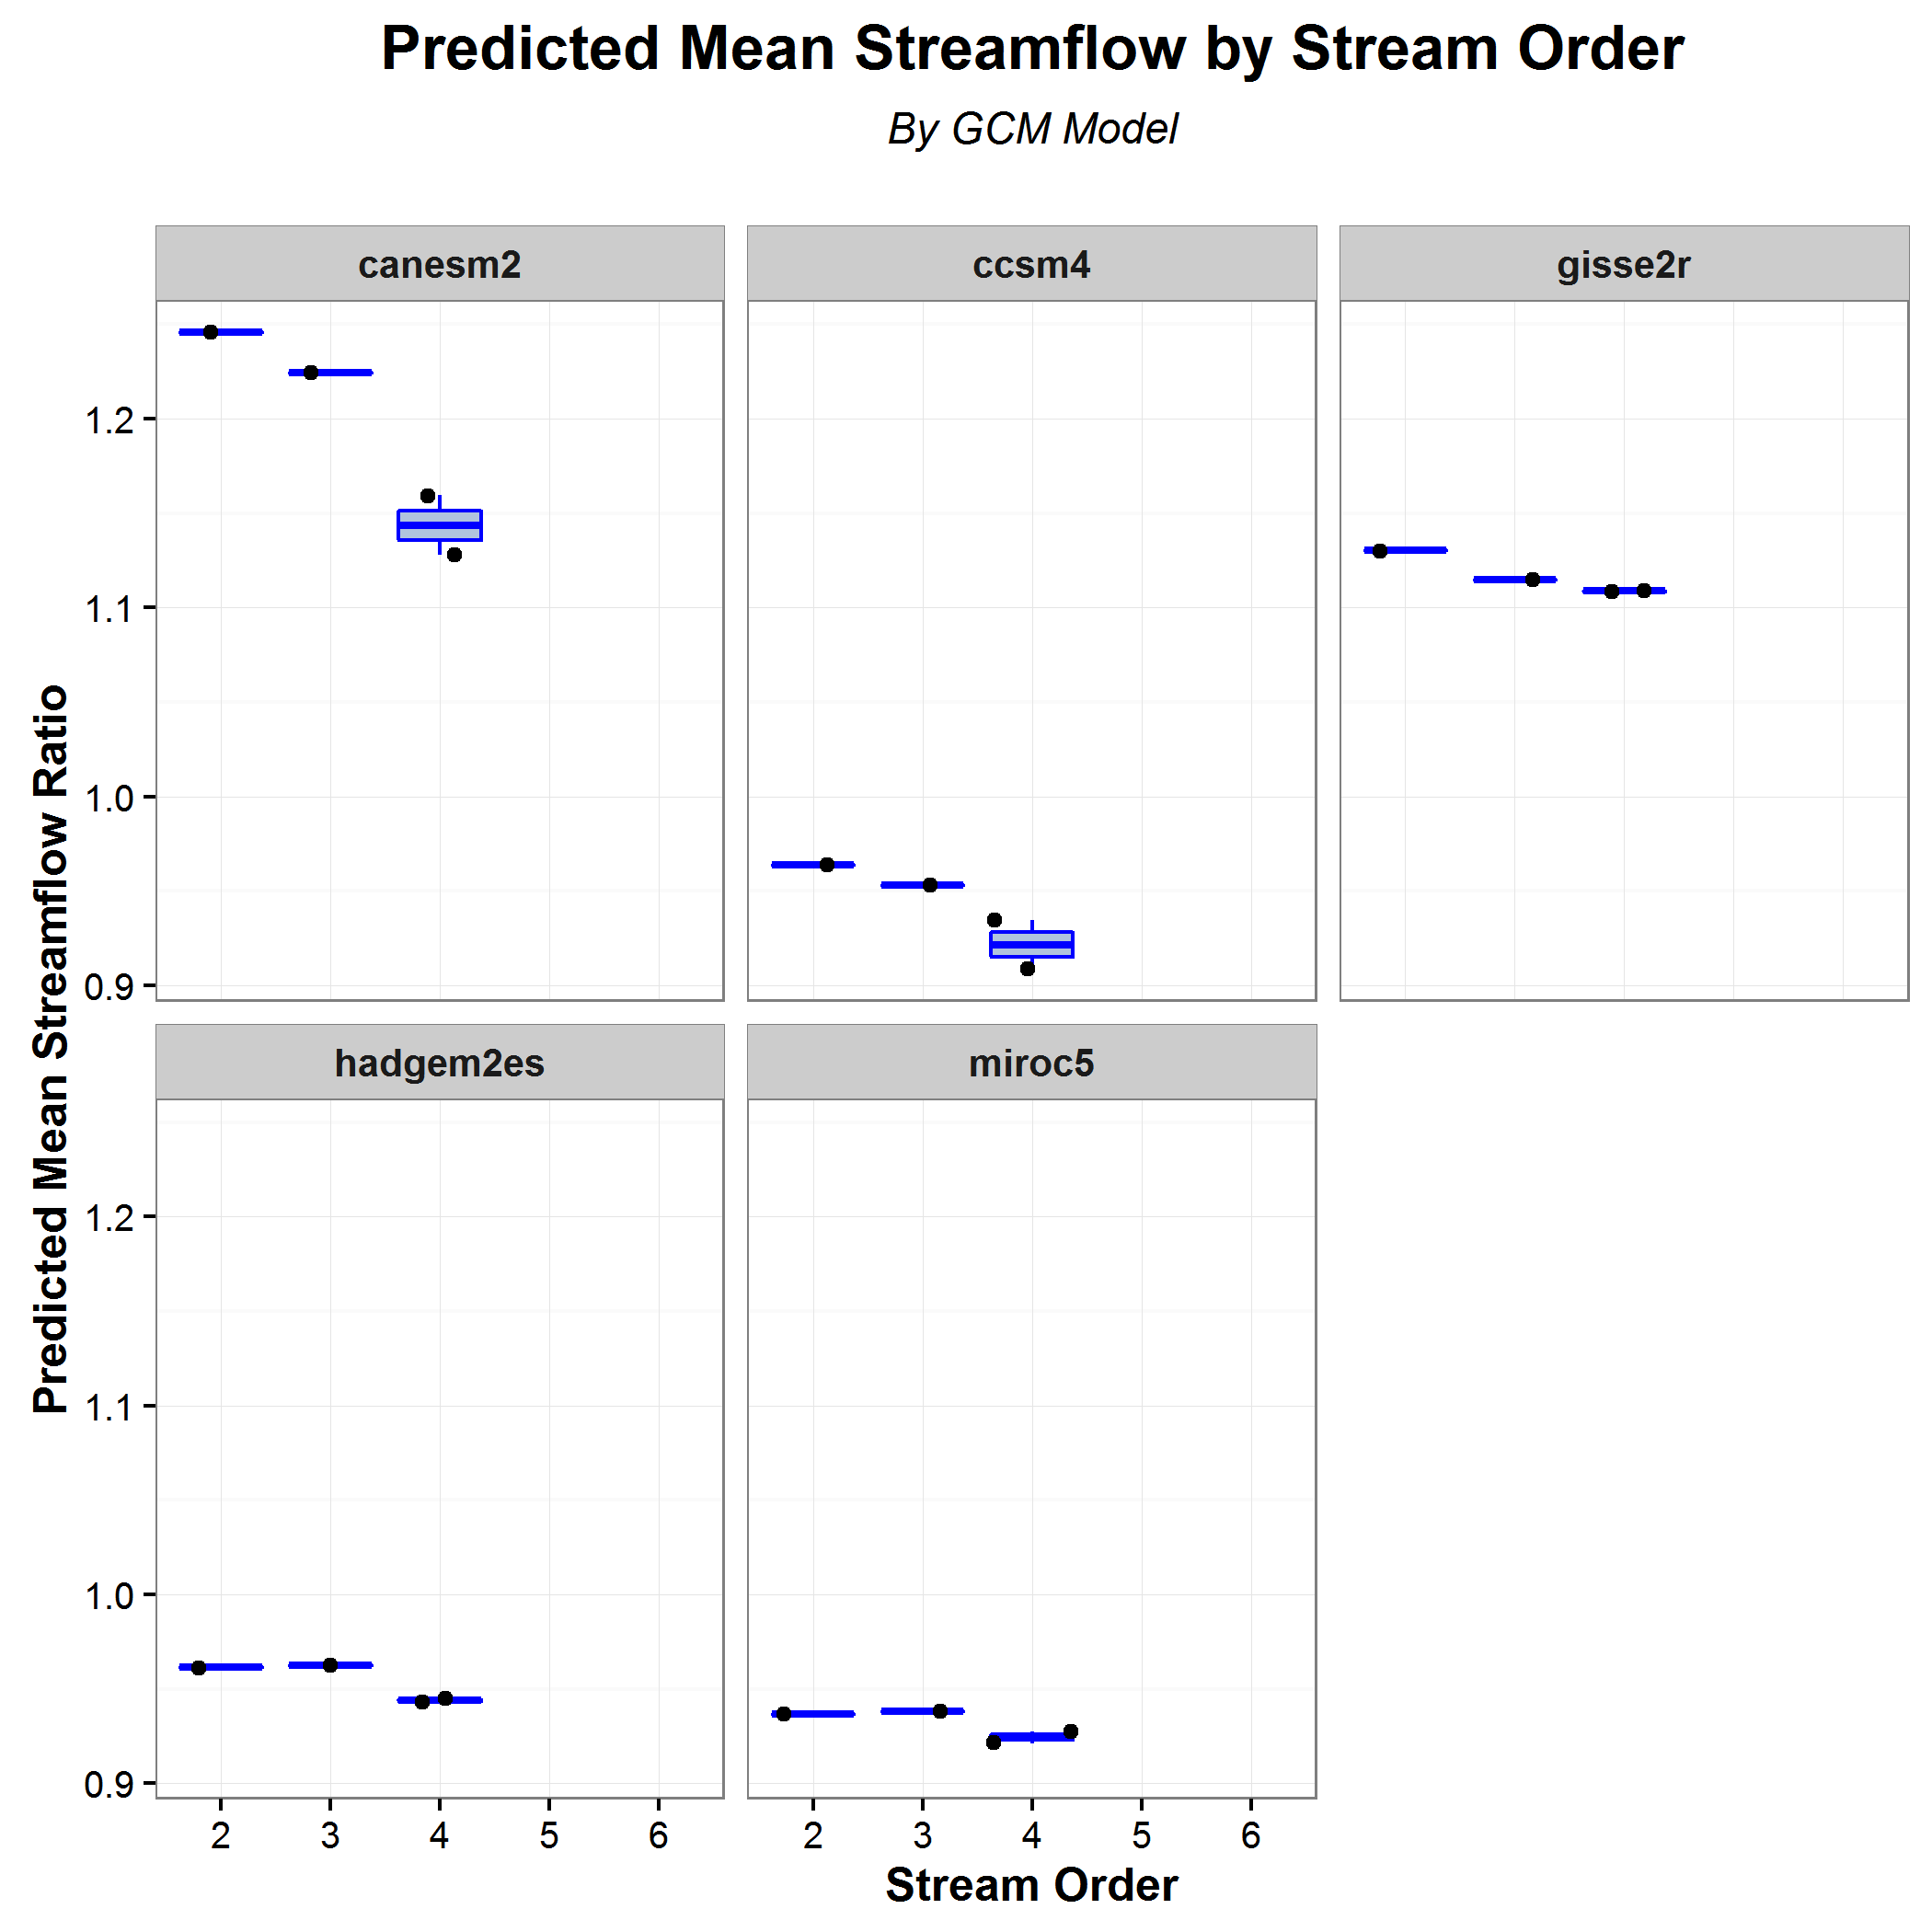 Predicted Mean Streamflow by Stream Order
By GCM Model
canesm2
ccsm4
gisse2r
1.2
1.1
1.0
0.9
Predicted Mean Streamflow Ratio
hadgem2es
miroc5
1.2
1.1
1.0
0.9
2 3 4 5 6
2 3 4 5 6
Stream Order